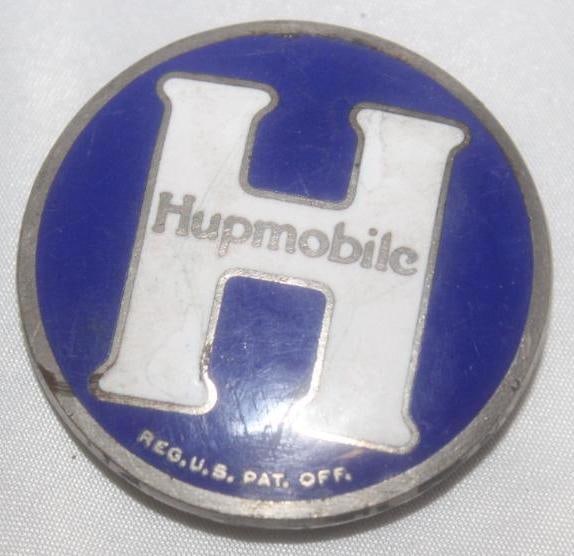 H
Hupmobile
REG. U.S. PAT. OFF.